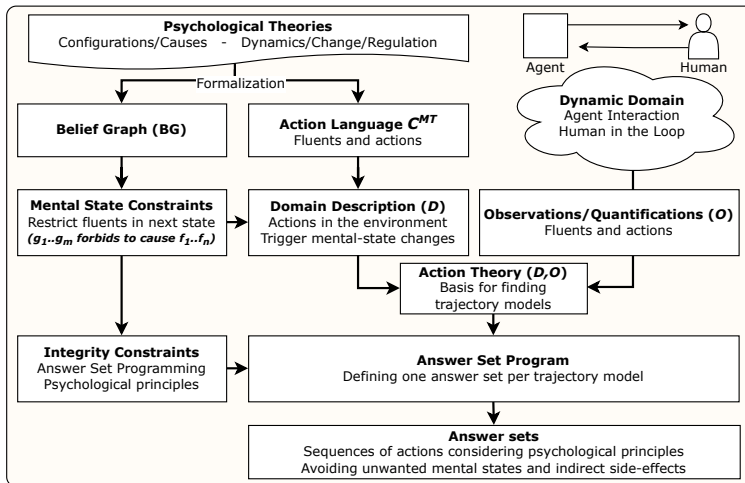 Psychological Theories
Configurations/Causes - Dynamics/Change/Regulation
Agent
Human
Formalization
Belief Graph (BG)
Action Language C^MT
Fluents and actions
Dynamic Domain
Agent Interaction
Human in the Loop
Mental State Constraints
Restrict fluents in next state
(g₁..gₘ forbids to cause f₁..fₙ)
Domain Description (D)
Actions in the environment
Trigger mental-state changes
Observations/Quantifications (O)
Fluents and actions
Action Theory (D,O)
Basis for finding
trajectory models
Integrity Constraints
Answer Set Programming
Psychological principles
Answer Set Program
Defining one answer set per trajectory model
Answer sets
Sequences of actions considering psychological principles
Avoiding unwanted mental states and indirect side-effects